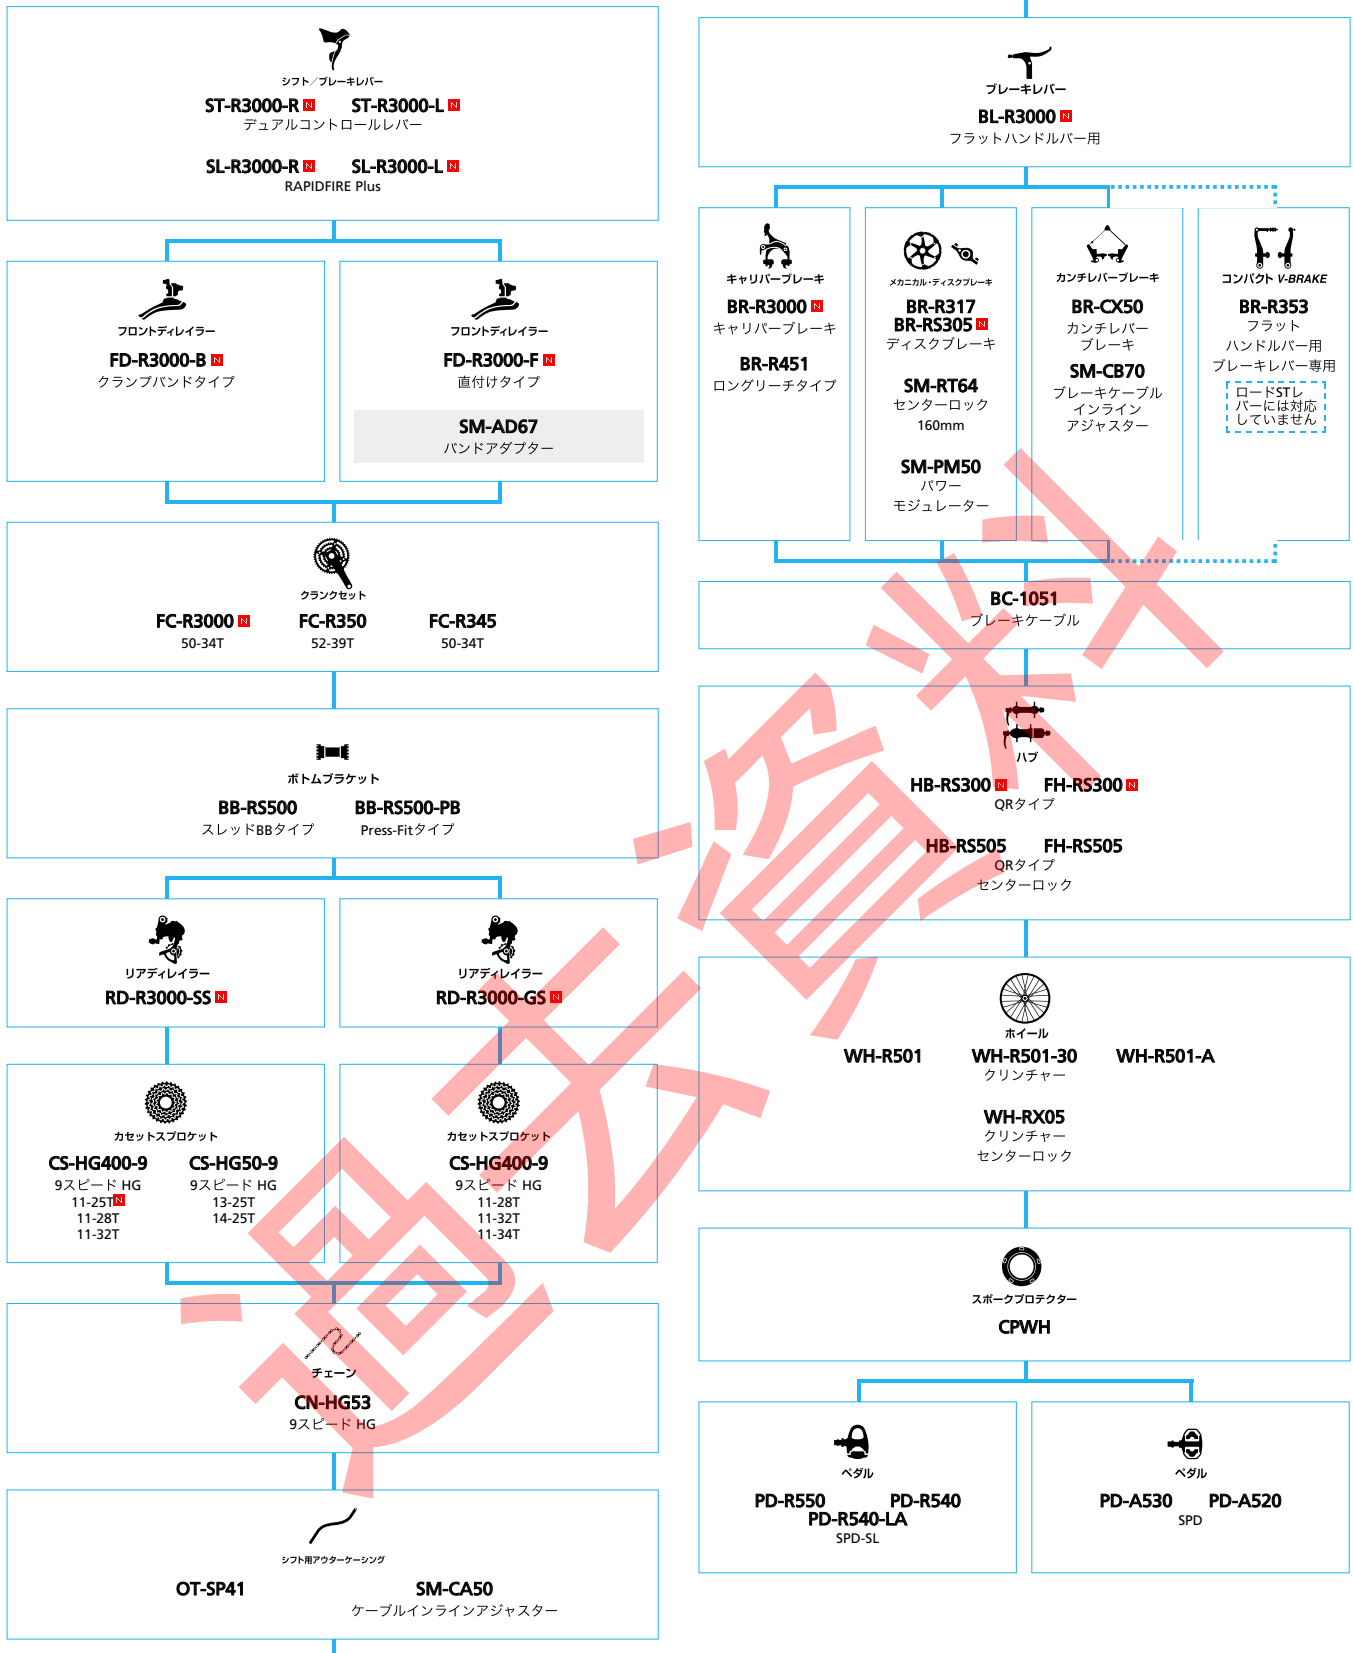 シフト／ブレーキレバー
ST-R3000-R N ST-R3000-L N
デュアルコントロールレバー
SL-R3000-R N SL-R3000-L N
RAPIDFIRE Plus
フロントディレイラー
FD-R3000-B N
クランプバンドタイプ
フロントディレイラー
FD-R3000-F N
直付けタイプ
SM-AD67
バンドアダプター
クランクセット
FC-R3000 N FC-R350 FC-R345
50-34T 52-39T 50-34T
ボトムブラケット
BB-RS500 BB-RS500-PB
スレッドBBタイプ Press-Fitタイプ
リアディレイラー
RD-R3000-SS N
リアディレイラー
RD-R3000-GS N
カセットスプロケット
CS-HG400-9 CS-HG50-9
9スピード HG 9スピード HG
11-25T N 13-25T
11-28T 14-25T
11-32T
カセットスプロケット
CS-HG400-9
9スピード HG
11-28T
11-32T
11-34T
チェーン
CN-HG53
9スピード HG
シフト用アウターケーシング
OT-SP41 SM-CA50
ケーブルインラインアジャスター
ブレーキレバー
BL-R3000 N
フラットハンドルバー用
キャリパーブレーキ
BR-R3000 N
キャリパーブレーキ
BR-R451
ロングリーチタイプ
メカニカル・ディスクブレーキ
BR-R317
BR-RS305 N
ディスクブレーキ
SM-RT64
センターロック
160mm
SM-PM50
パワー
モジュレーター
カンチレバーブレーキ
BR-CX50
カンチレバー
ブレーキ
SM-CB70
ブレーキケーブル
インライン
アジャスター
コンパクト V-BRAKE
BR-R353
フラット
ハンドルバー用
ブレーキレバー専用
ロードSTレ
バーには対応
していません
BC-1051
ブレーキケーブル
ハブ
HB-RS300 N FH-RS300 N
QRタイプ
HB-RS505 FH-RS505
QRタイプ
センターロック
ホイール
WH-R501 WH-R501-30 WH-R501-A
クリンチャー
WH-RX05
クリンチャー
センターロック
スポークプロテクター
CPWH
ペダル
PD-R550 PD-R540
PD-R540-LA
SPD-SL
ペダル
PD-A530 PD-A520
SPD
過去資料